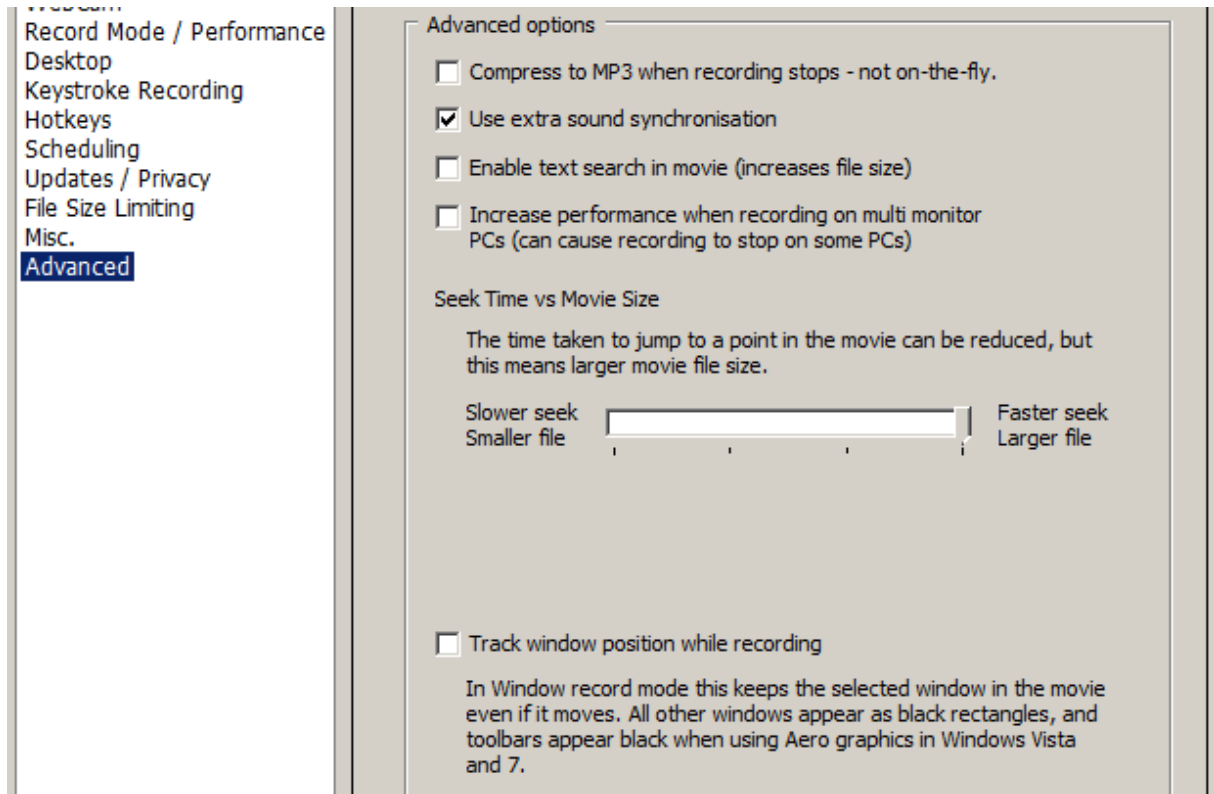 Record Mode / Performance
Desktop
Keystroke Recording
Hotkeys
Scheduling
Updates / Privacy
File Size Limiting
Misc.
Advanced
Advanced options
Compress to MP3 when recording stops - not on-the-fly.
Use extra sound synchronisation
Enable text search in movie (increases file size)
Increase performance when recording on multi monitor
PCs (can cause recording to stop on some PCs)
Seek Time vs Movie Size
The time taken to jump to a point in the movie can be reduced, but
this means larger movie file size.
Slower seek
Smaller file
Faster seek
Larger file
Track window position while recording
In Window record mode this keeps the selected window in the movie
even if it moves. All other windows appear as black rectangles, and
toolbars appear black when using Aero graphics in Windows Vista
and 7.